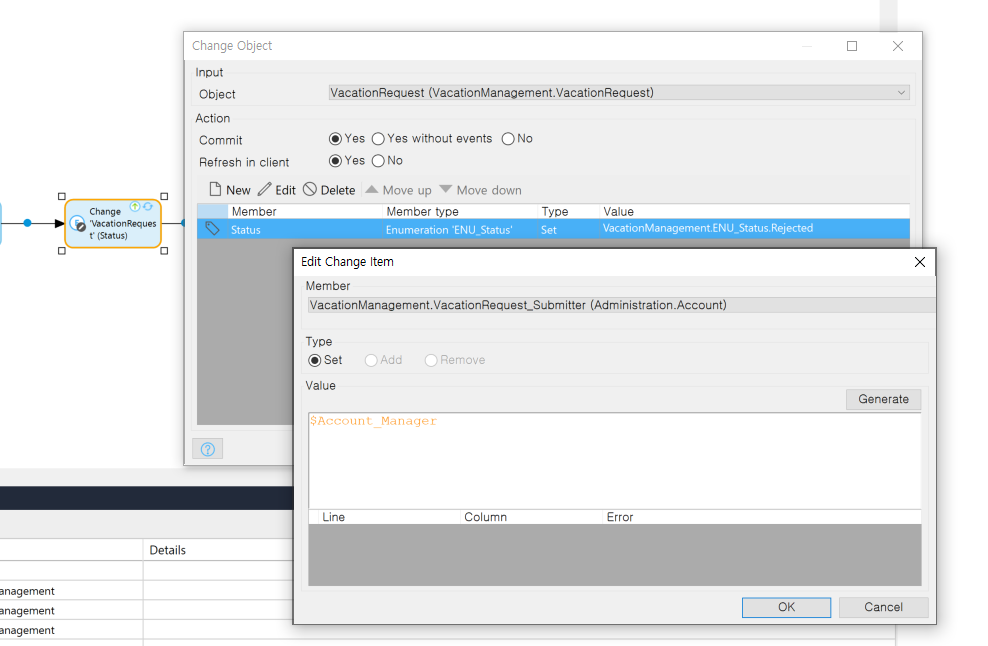 Change Object
Input
Object VacationRequest (VacationManagement.VacationRequest)
Action
Commit Yes Yes without events No
Refresh in client Yes No
New Edit Delete Move up Move down
Member Member type Type Value
Status Enumeration 'ENU_Status' Set VacationManagement.ENU_Status.Rejected
Change
'VacationReques
t' (Status)
Edit Change Item
Member
VacationManagement.VacationRequest_Submitter (Administration.Account)
Type
Set Add Remove
Value
Generate
$Account_Manager
Line Column Error
OK Cancel
?
Details
anagement
anagement
anagement